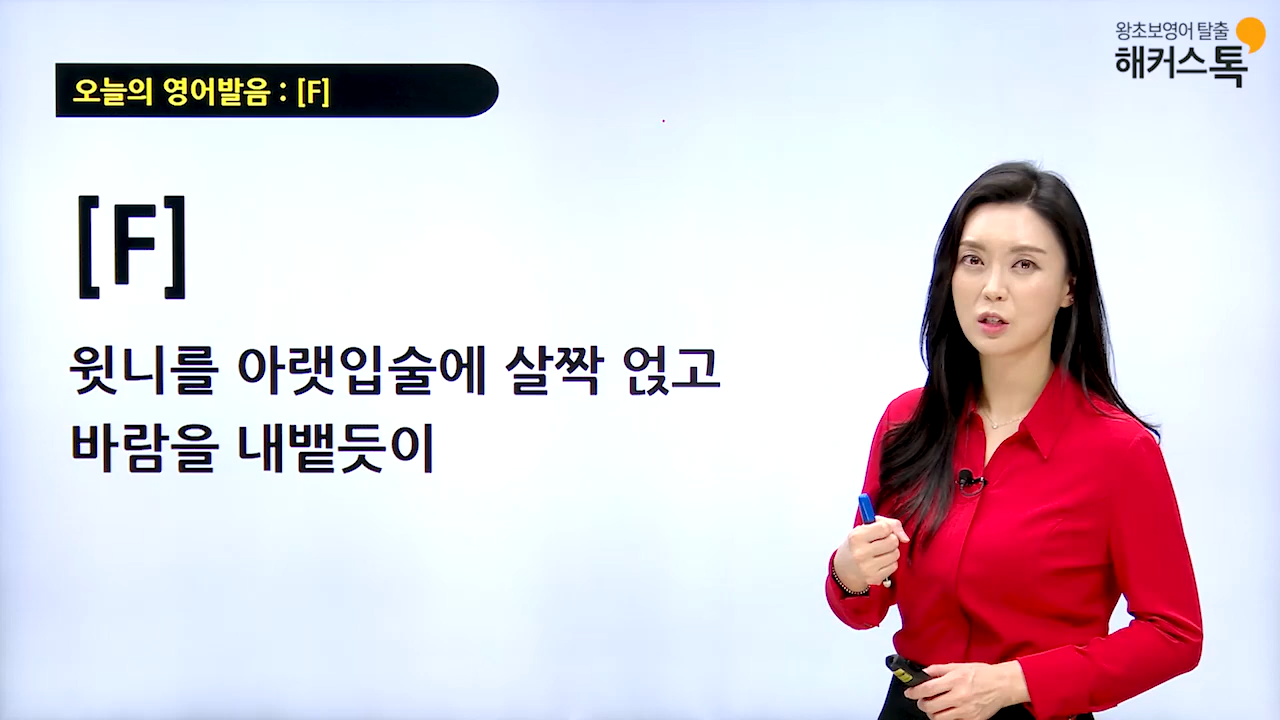 왕초보영어 탈출
해커스톡
오늘의 영어발음 : [F]
[F]
윗니를 아랫입술에 살짝 얹고
바람을 내뱉듯이